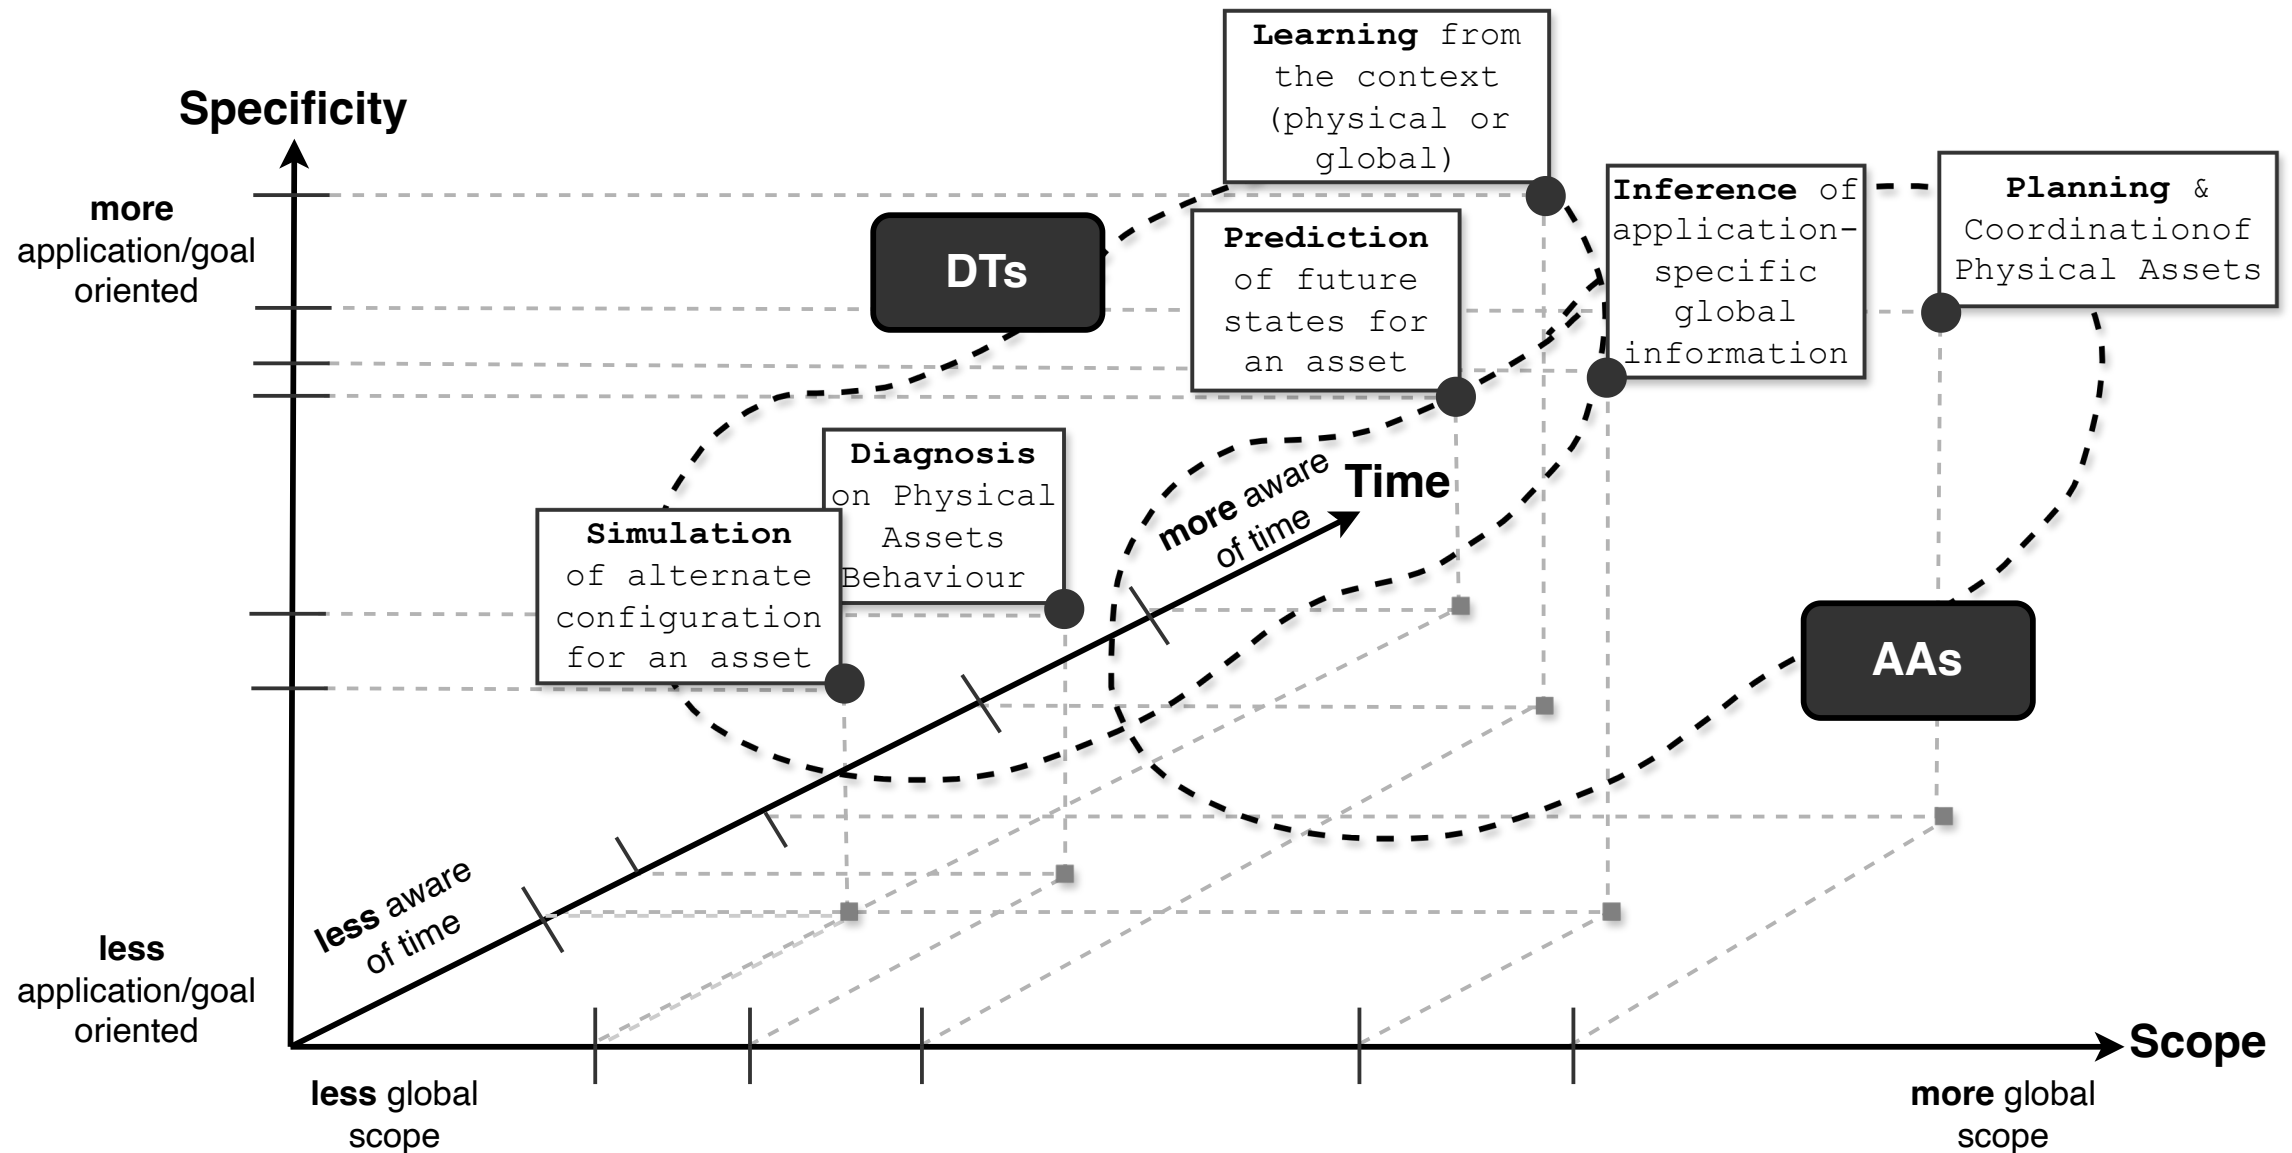 Specificity
more
application/goal
oriented
DTs
Learning from
the context
(physical or
global)
Prediction
of future
states for
an asset
Inference of
application-
specific
global
information
Planning &
Coordinationof
Physical Assets
Diagnosis
on Physical
Assets
Behaviour
Simulation
of alternate
configuration
for an asset
more aware
of time
Time
AAs
less aware
of time
less
application/goal
oriented
Scope
less global
scope
more global
scope